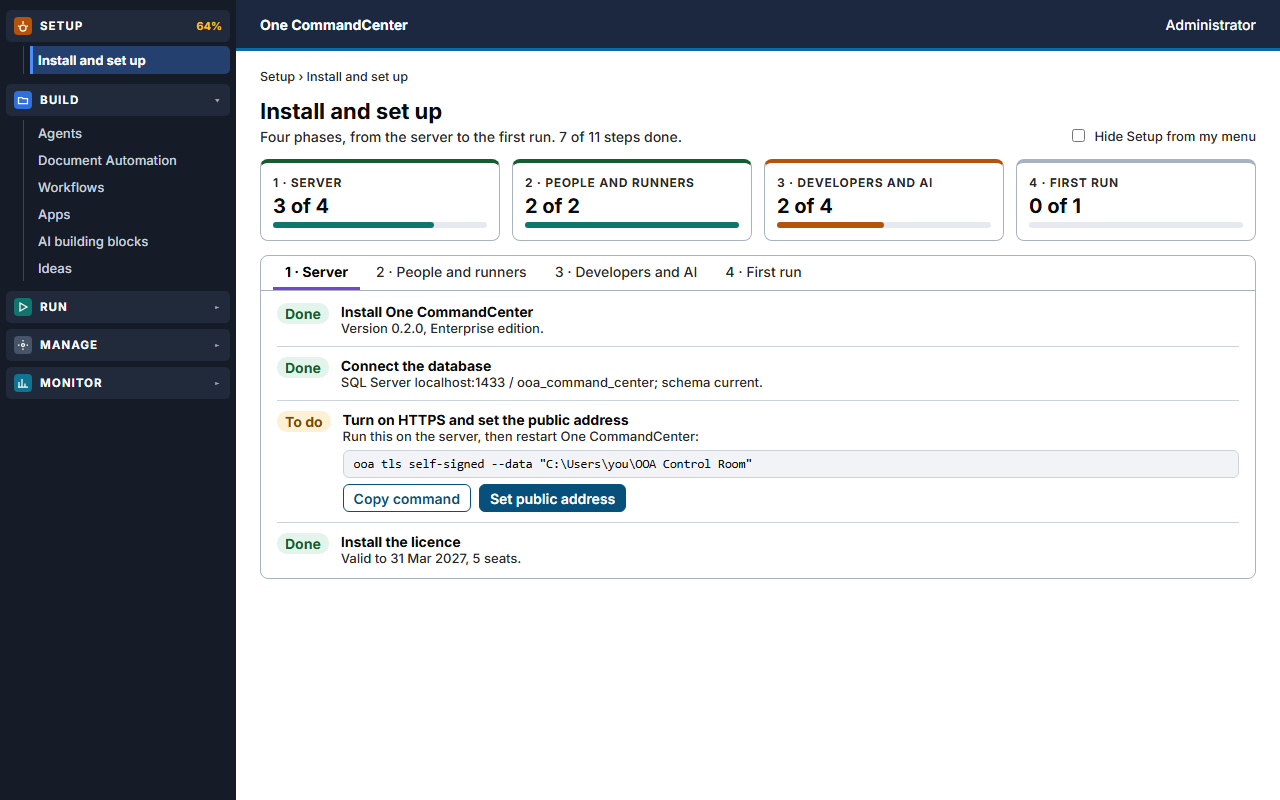 SETUP 64%
Install and set up
BUILD
Agents
Document Automation
Workflows
Apps
AI building blocks
Ideas
RUN
MANAGE
MONITOR
One CommandCenter
Administrator
Setup › Install and set up
Install and set up
Four phases, from the server to the first run. 7 of 11 steps done.
Hide Setup from my menu
1 · SERVER
3 of 4
2 · PEOPLE AND RUNNERS
2 of 2
3 · DEVELOPERS AND AI
2 of 4
4 · FIRST RUN
0 of 1
1 · Server 2 · People and runners 3 · Developers and AI 4 · First run
Done Install One CommandCenter
Version 0.2.0, Enterprise edition.
Done Connect the database
SQL Server localhost:1433 / ooa_command_center; schema current.
To do Turn on HTTPS and set the public address
Run this on the server, then restart One CommandCenter:
ooa tls self-signed --data "C:\Users\you\OOA Control Room"
Copy command Set public address
Done Install the licence
Valid to 31 Mar 2027, 5 seats.